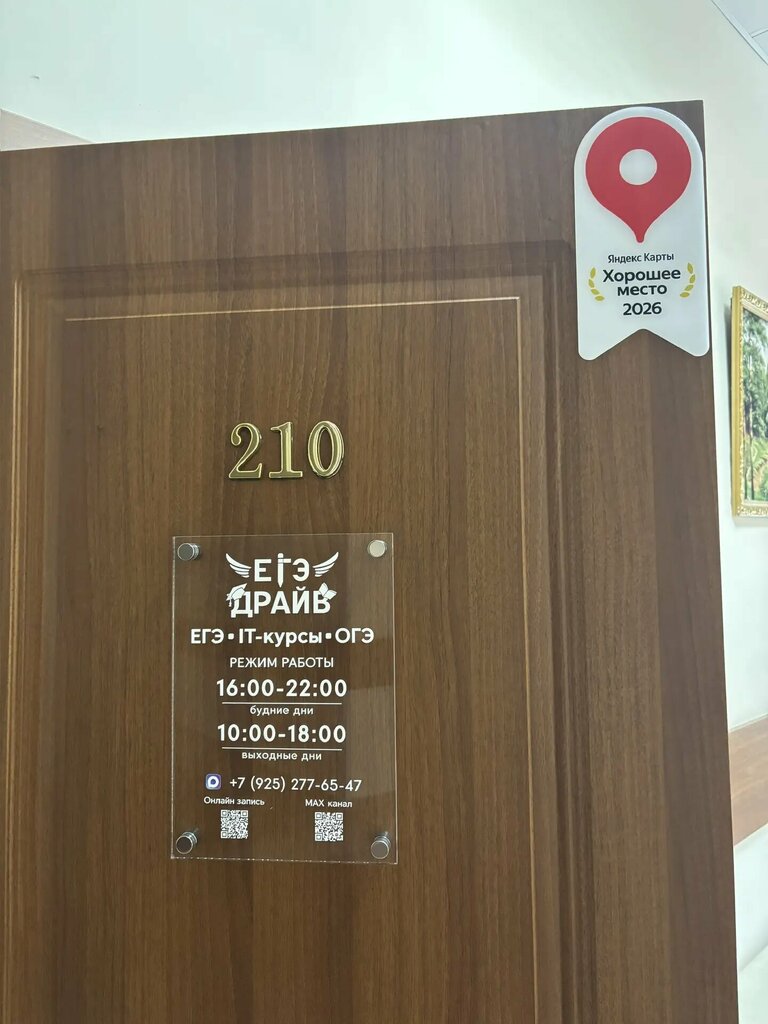 Яндекс Карты
Хорошее
место
2026
210
ЕГЭ
ДРАЙВ
ЕГЭ • IT-курсы • ОГЭ
РЕЖИМ РАБОТЫ
16:00-22:00
будние дни
10:00-18:00
выходные дни
+7 (925) 277-65-47
Онлайн запись
MAX канал